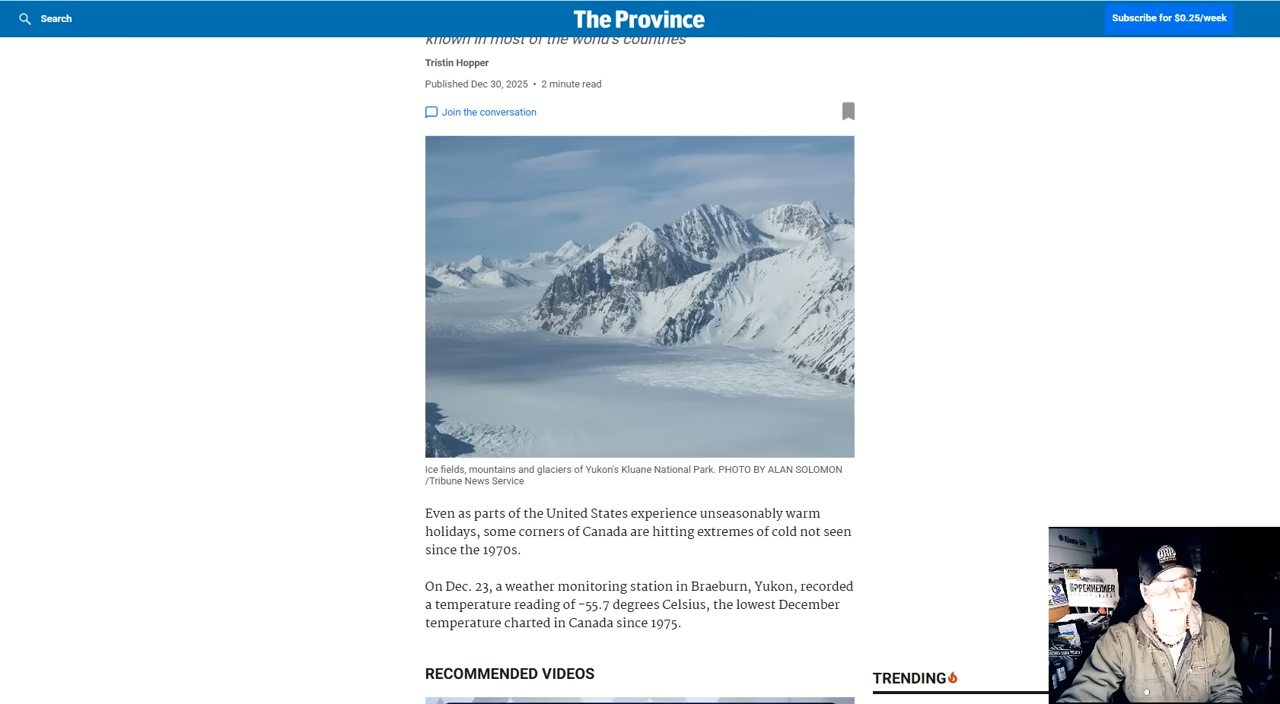 Search
The Province
Subscribe for $0.25/week
known in most of the world's countries
Tristin Hopper
Published Dec 30, 2025 • 2 minute read
Join the conversation
Ice fields, mountains and glaciers of Yukon's Kluane National Park. PHOTO BY ALAN SOLOMON
/Tribune News Service
Even as parts of the United States experience unseasonably warm
holidays, some corners of Canada are hitting extremes of cold not seen
since the 1970s.
On Dec. 23, a weather monitoring station in Braeburn, Yukon, recorded
a temperature reading of −55.7 degrees Celsius, the lowest December
temperature charted in Canada since 1975.
RECOMMENDED VIDEOS
TRENDING